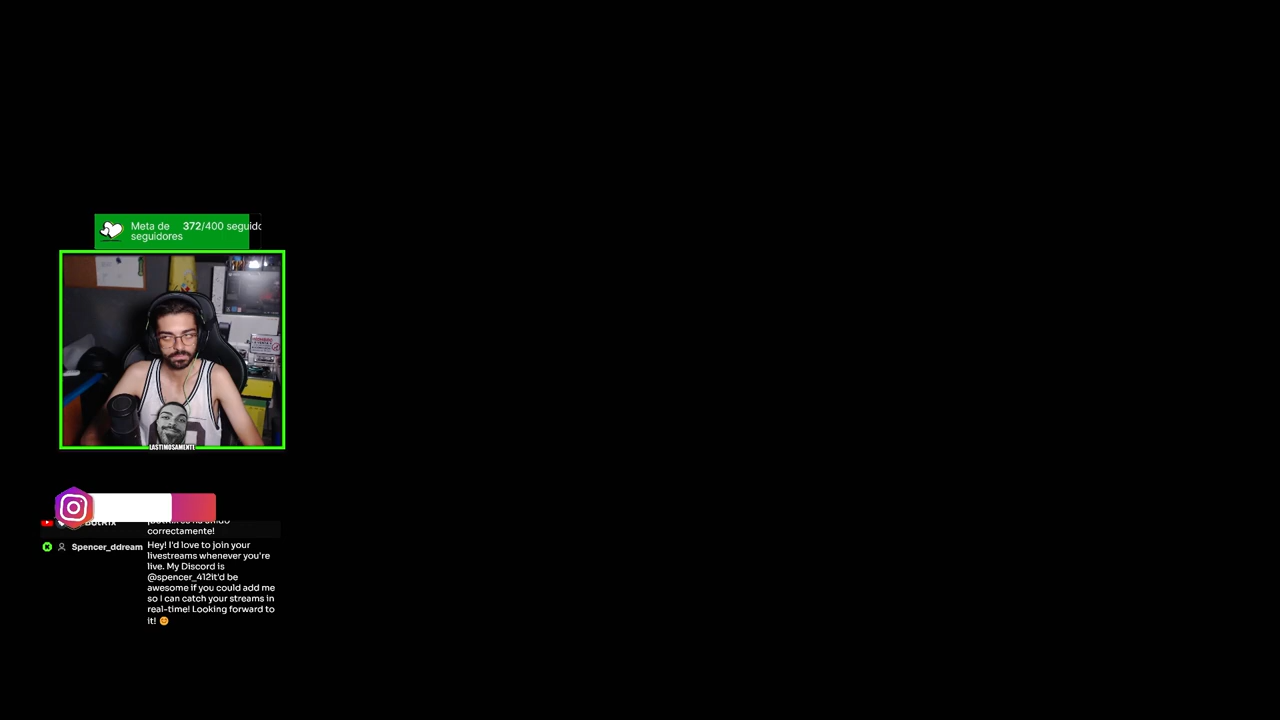 Meta de seguidores
372/400 seguido
LASTIMOSAMENTE
correctamente!
Spencer_ddream
Hey! I'd love to join your
livestreams whenever you're
live. My Discord is
@spencer_412it'd be
awesome if you could add me
so I can catch your streams in
real-time! Looking forward to
it! 😊